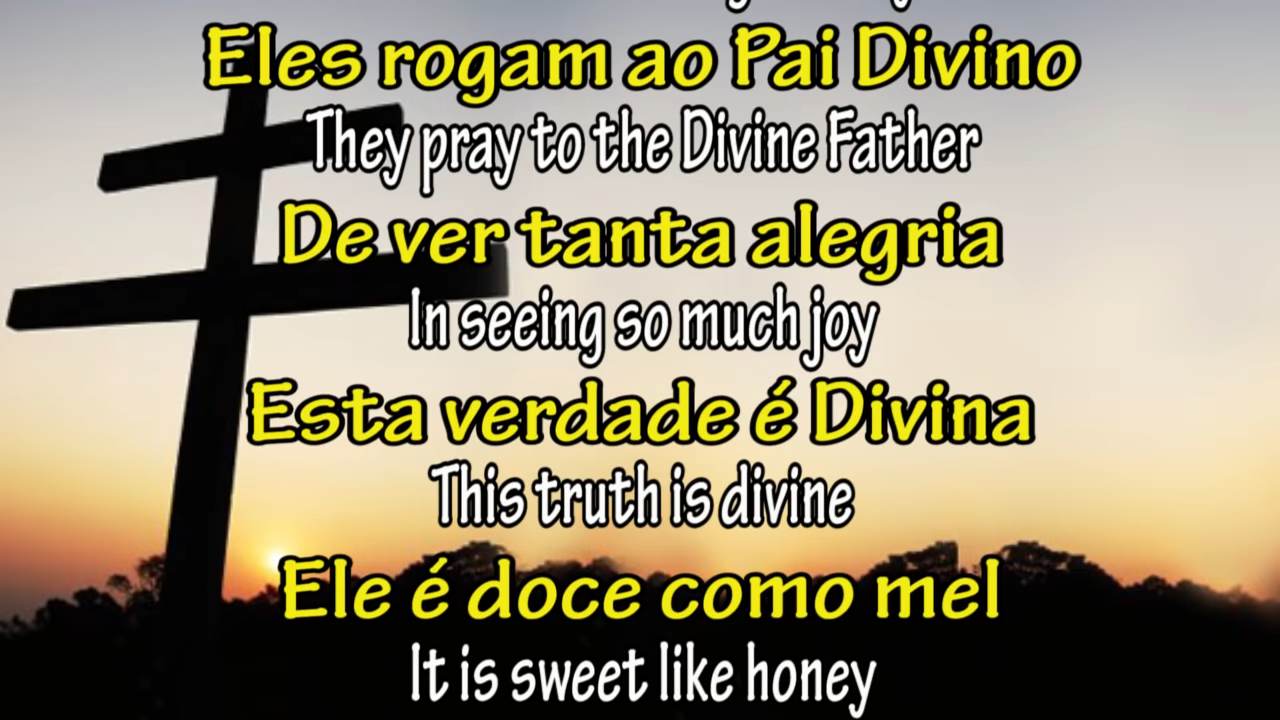 Eles rogam ao Pai Divino
They pray to the Divine Father
De ver tanta alegria
In seeing so much joy
Esta verdade é Divina
This truth is divine
Ele é doce como mel
It is sweet like honey